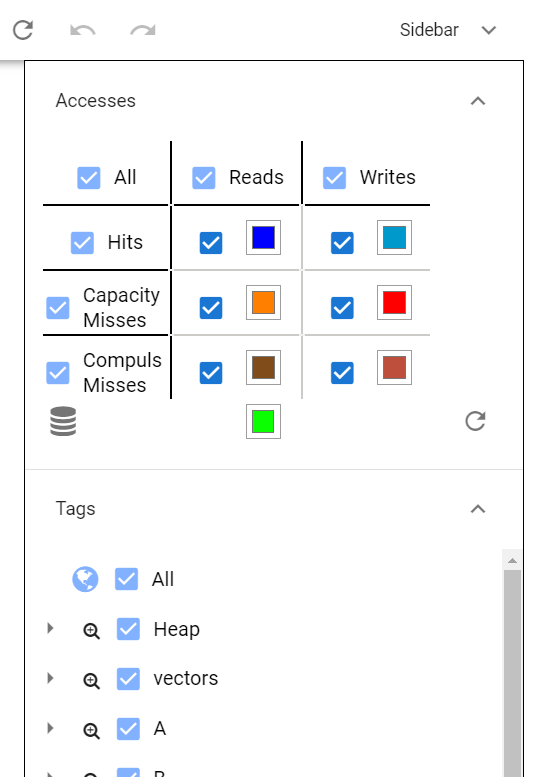 Sidebar
Accesses
All Reads Writes
Hits
Capacity
Misses
Compuls
Misses
Tags
All
Heap
vectors
A